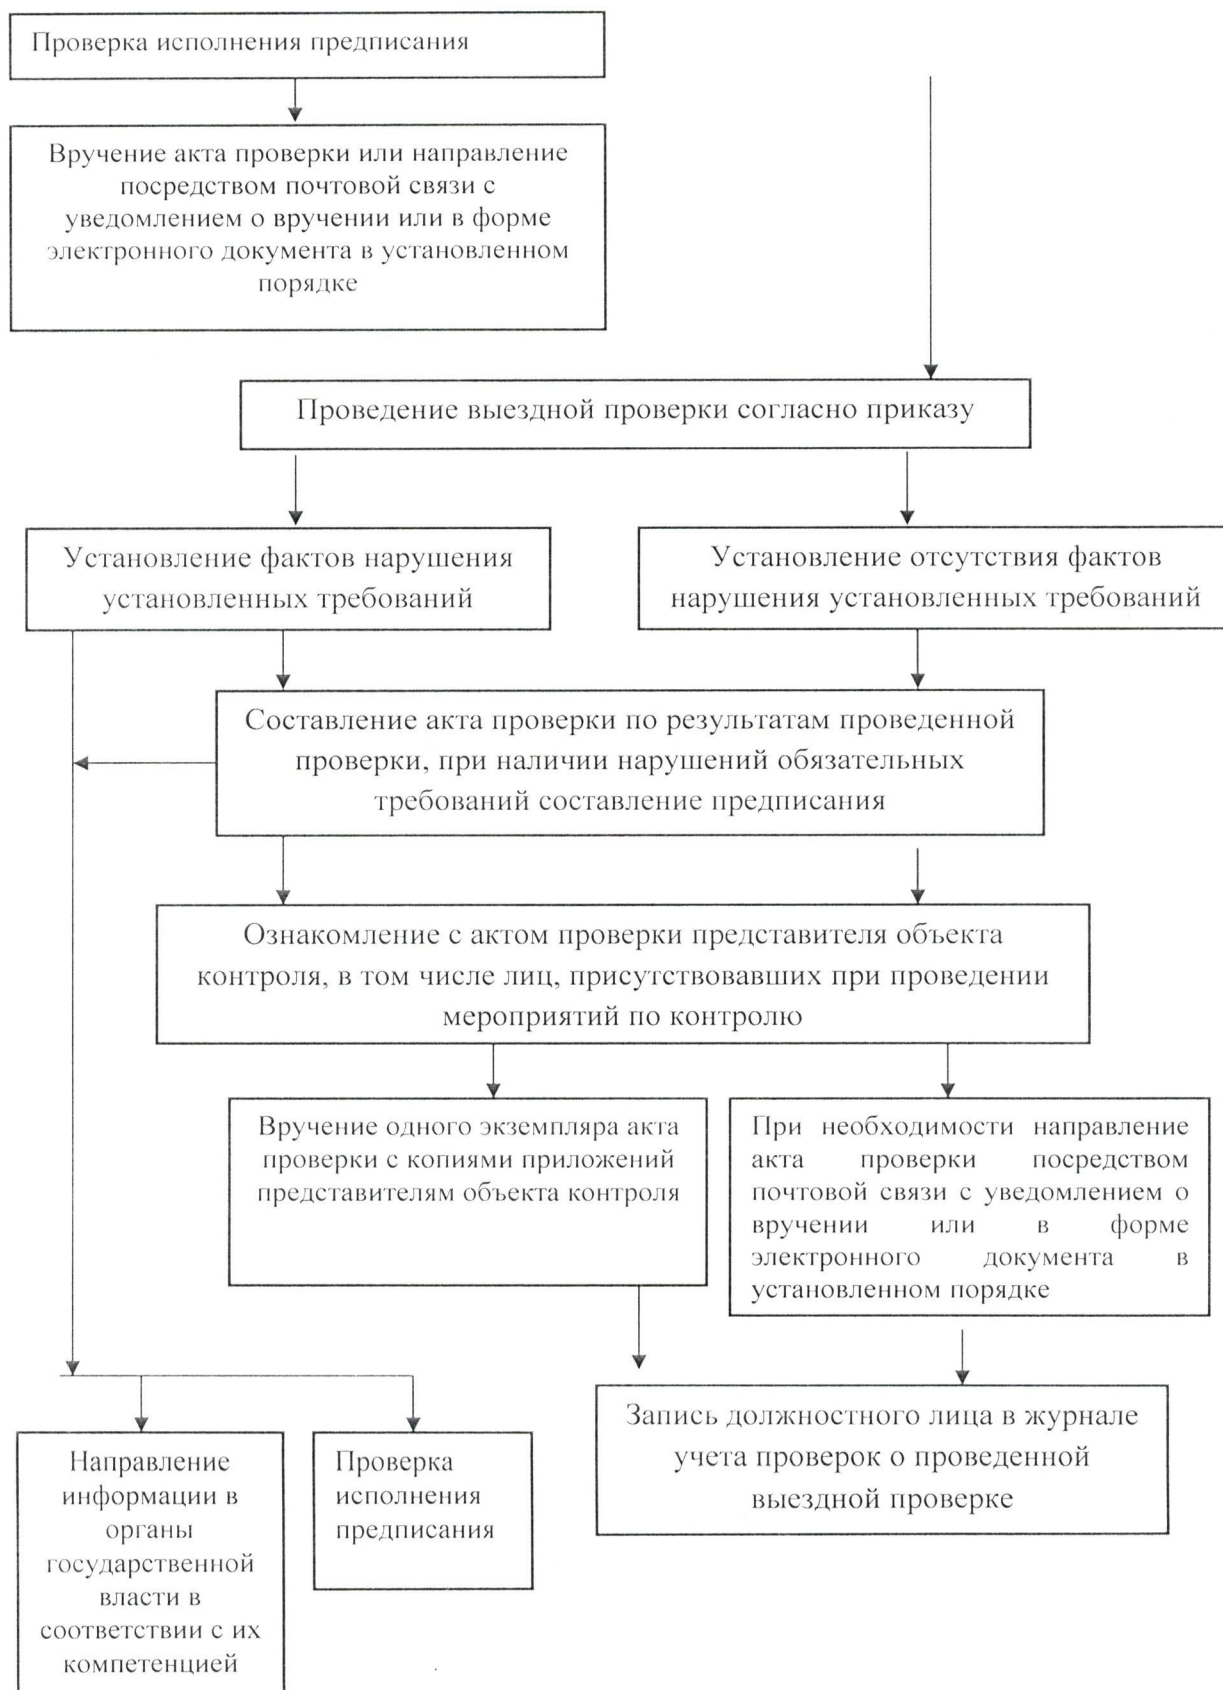 Проверка исполнения предписания
Вручение акта проверки или направление
посредством почтовой связи с
уведомлением о вручении или в форме
электронного документа в установленном
порядке
Проведение выездной проверки согласно приказу
Установление фактов нарушения
установленных требований
Установление отсутствия фактов
нарушения установленных требований
Составление акта проверки по результатам проведенной
проверки, при наличии нарушений обязательных
требований составление предписания
Ознакомление с актом проверки представителя объекта
контроля, в том числе лиц, присутствовавших при проведении
мероприятий по контролю
Вручение одного экземпляра акта
проверки с копиями приложений
представителям объекта контроля
При необходимости направление
акта проверки посредством
почтовой связи с уведомлением о
вручении или в форме
электронного документа в
установленном порядке
Запись должностного лица в журнале
учета проверок о проведенной
выездной проверке
Направление
информации в
органы
государственной
власти в
соответствии с их
компетенцией
Проверка
исполнения
предписания